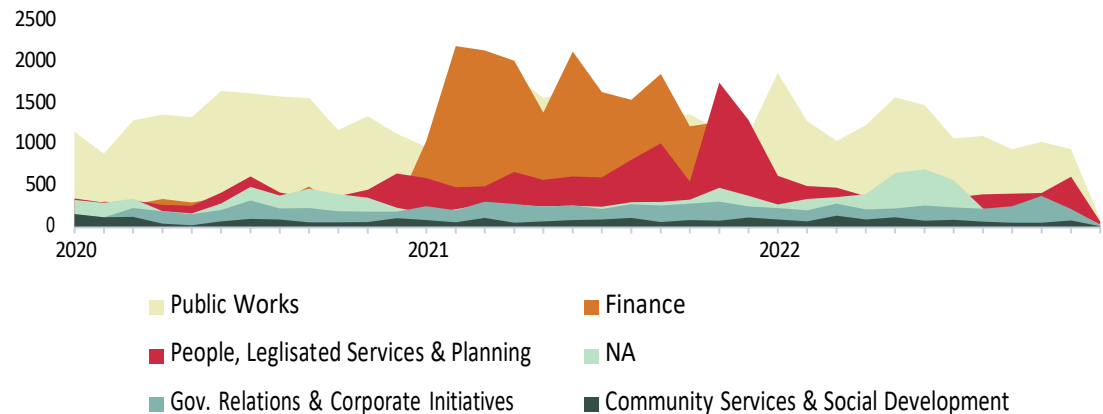 2500
2000
1500
1000
500
0
2020 2021 2022
Public Works Finance
People, Leglisated Services & Planning NA
Gov. Relations & Corporate Initiatives Community Services & Social Development